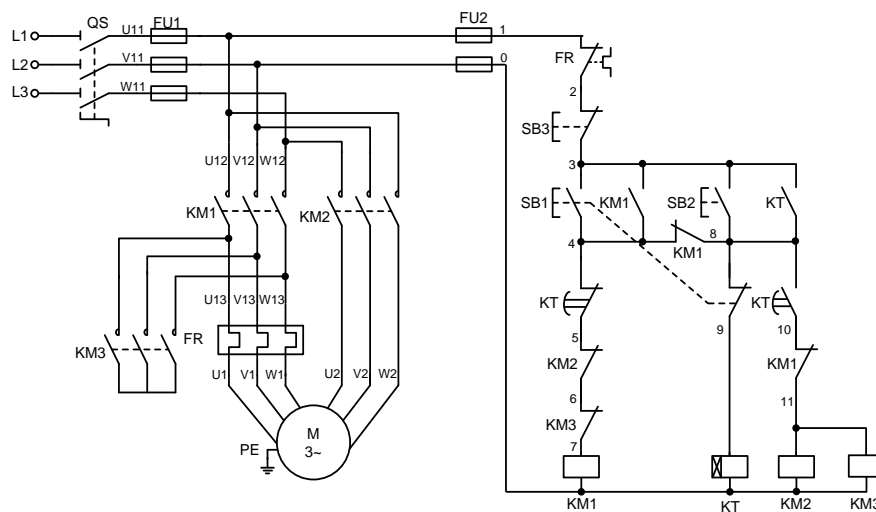 QS
FU1
FU2
L1
U11
1
L2
V11
0
FR
L3
W11
2
SB3
U12 V12 W12
3
KM1
KM2
SB1
KM1
SB2
KT
4
8
KM1
U13 V13 W13
KT
KT
KM3
FR
5
9
10
KM2
KM1
U1 V1 W1 U2 V2 W2
6
11
KM3
M
3~
PE
7
KM1
KT
KM2
KM3